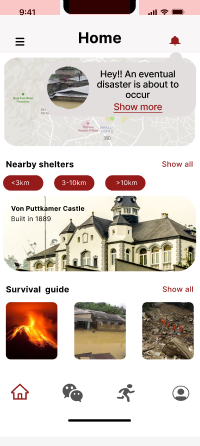 9:41
Home
Hey!! An eventual
disaster is about to
occur
Show more
Nearby shelters
Show all
<3km
3-10km
>10km
Von Puttkamer Castle
Built in 1889
Survival guide
Show all